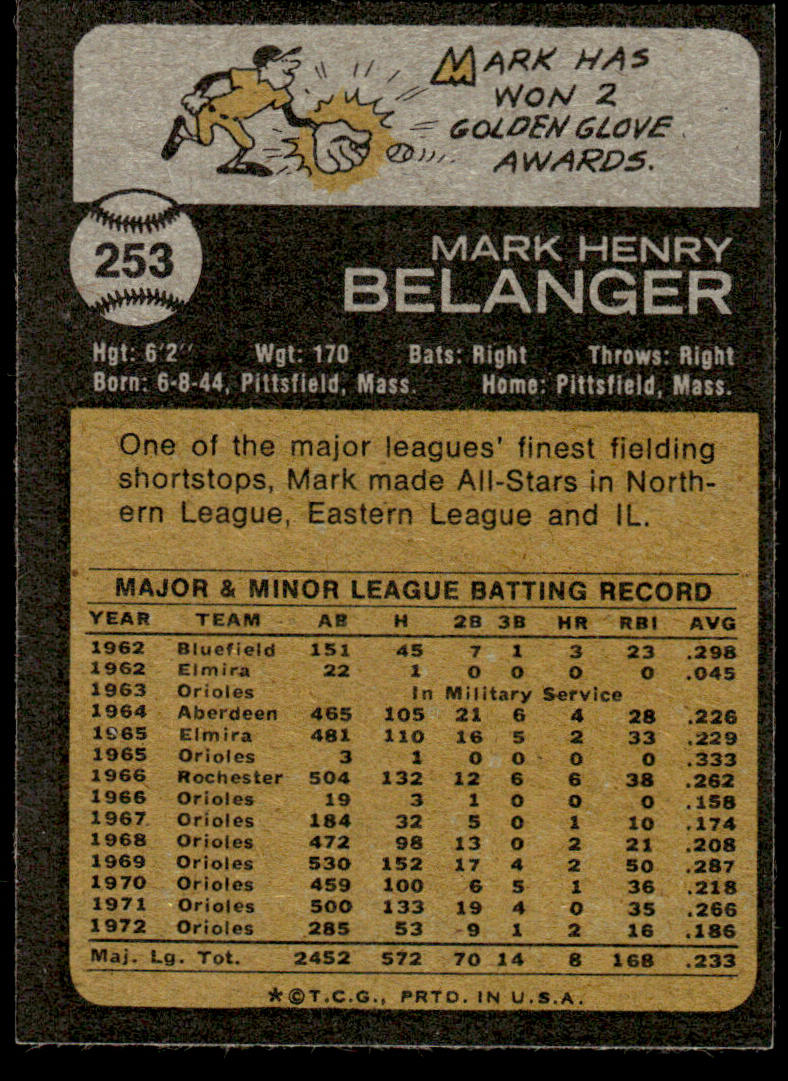 MARK HAS
WON 2
GOLDEN GLOVE
AWARDS.
253
MARK HENRY
BELANGER
Hgt: 6'2" Wgt: 170 Bats: Right Throws: Right
Born: 6-8-44, Pittsfield, Mass. Home: Pittsfield, Mass.
One of the major leagues' finest fielding
shortstops, Mark made All-Stars in North-
ern League, Eastern League and IL.
MAJOR & MINOR LEAGUE BATTING RECORD
YEAR TEAM AB H 2B 3B HR RBI AVG
1962 Bluefield 151 45 7 1 3 23 .298
1962 Elmira 22 1 0 0 0 0 .045
1963 Orioles In Military Service
1964 Aberdeen 465 105 21 6 4 28 .226
1965 Elmira 481 110 16 5 2 33 .229
1965 Orioles 3 1 0 0 0 0 .333
1966 Rochester 504 132 12 6 6 38 .262
1966 Orioles 19 3 1 0 0 0 .158
1967 Orioles 184 32 5 0 1 10 .174
1968 Orioles 472 98 13 0 2 21 .208
1969 Orioles 530 152 17 4 2 50 .287
1970 Orioles 459 100 6 5 1 36 .218
1971 Orioles 500 133 19 4 0 35 .266
1972 Orioles 285 53 9 1 2 16 .186
Maj. Lg. Tot. 2452 572 70 14 8 168 .233
*©T.C.G., PRTD. IN U.S.A.